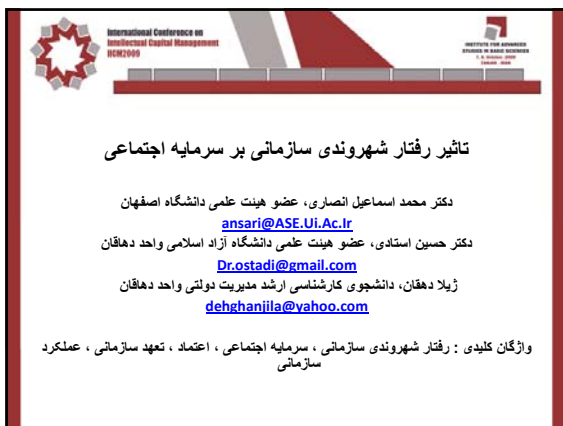 International Conference on
Intellectual Capital Management
IICM2009
INSTITUTE FOR ADVANCED
STUDIES IN BASIC SCIENCES
تاثیر رفتار شهروندی سازمانی بر سرمایه اجتماعی
دکتر محمد اسماعیل انصاری، عضو هیئت علمی دانشگاه اصفهان
ansari@ASE.Ui.Ac.Ir
دکتر حسین استادی، عضو هیئت علمی دانشگاه آزاد اسلامی واحد دهاقان
Dr.ostadi@gmail.com
ژیلا دهقان، دانشجوی کارشناسی ارشد مدیریت دولتی واحد دهاقان
dehghanjila@yahoo.com
واژگان کلیدی : رفتار شهروندی سازمانی ، سرمایه اجتماعی ، اعتماد ، تعهد سازمانی ، عملکرد
سازمانی